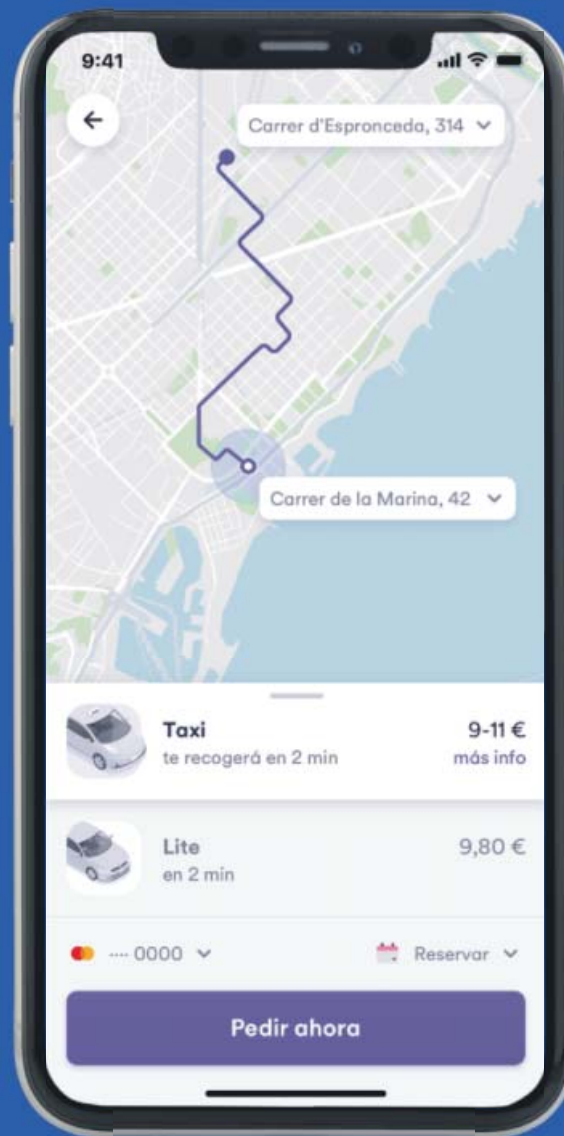 9:41
Carrer d'Espronceda, 314
Carrer de la Marina, 42
Taxi
9-11 €
te recogerá en 2 min
más info
Lite
9,80 €
en 2 min
···· 0000
Reservar
Pedir ahora